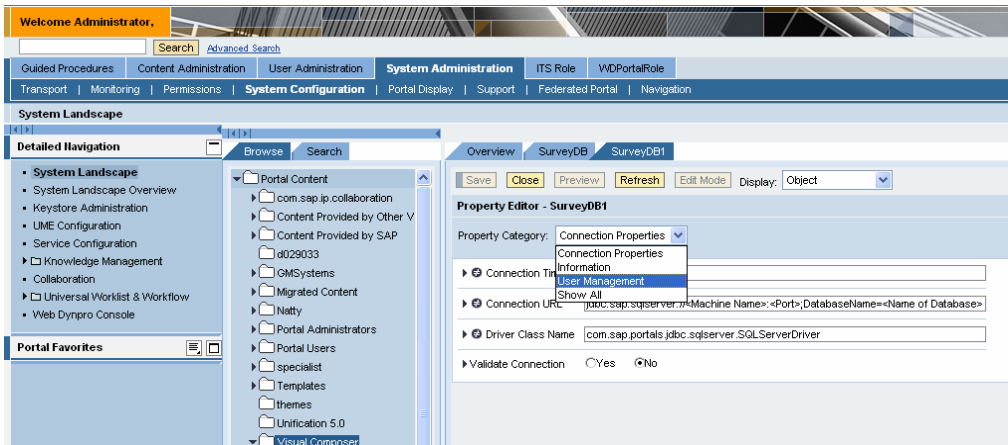 Welcome Administrator,
Search Advanced Search
Guided Procedures Content Administration User Administration System Administration ITS Role WDPortalRole
Transport | Monitoring | Permissions | System Configuration | Portal Display | Support | Federated Portal | Navigation
System Landscape
Detailed Navigation
System Landscape
System Landscape Overview
Keystore Administration
UME Configuration
Service Configuration
Knowledge Management
Collaboration
Universal Worklist & Workflow
Web Dynpro Console
Portal Favorites
Browse Search
Portal Content
com.sap.ip.collaboration
Content Provided by Other V
Content Provided by SAP
d029033
GMSystems
Migrated Content
Natty
Portal Administrators
Portal Users
specialist
Templates
themes
Unification 5.0
Visual Composer
Overview SurveyDB SurveyDB1
Save Close Preview Refresh Edit Mode Display: Object
Property Editor - SurveyDB1
Property Category: Connection Properties
Connection Properties
Information
User Management
Show All
Connection Tim
Connection URL jdbc:sap:sqlserver://<Machine Name>:<Port>;DatabaseName=<Name of Database>
Driver Class Name com.sap.portals.jdbc.sqlserver.SQLServerDriver
Validate Connection Yes No